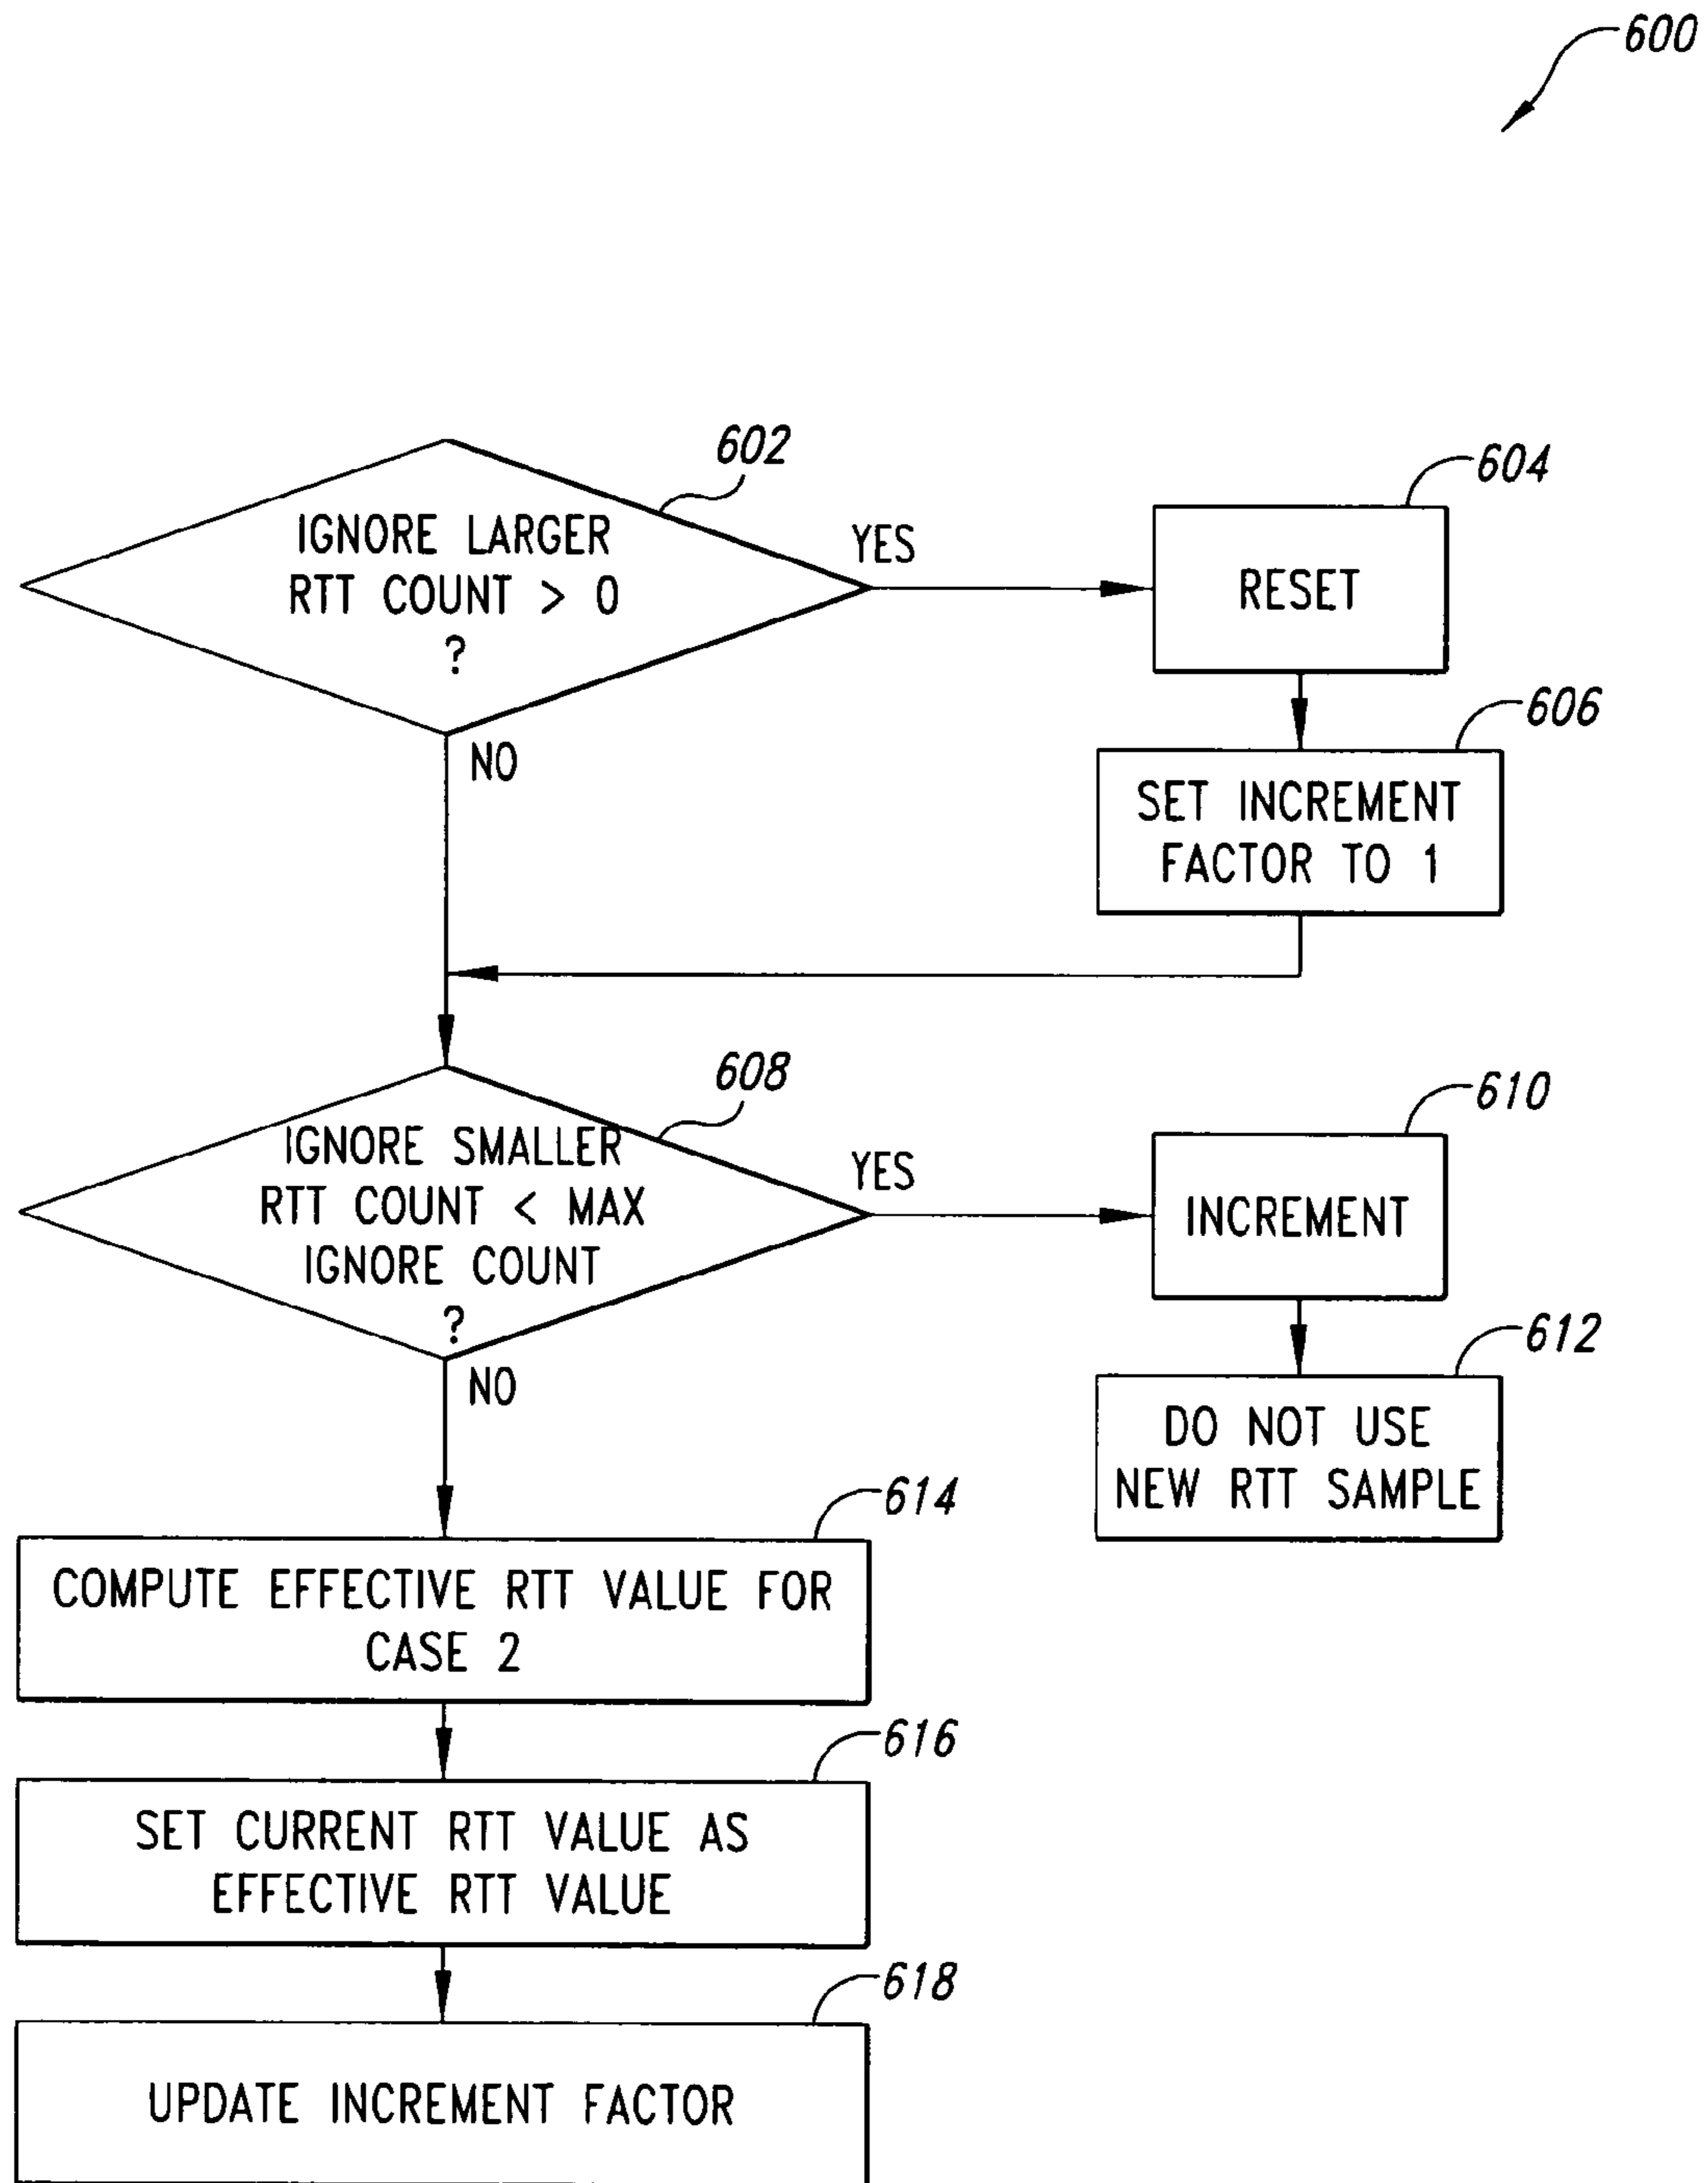 600
602
IGNORE LARGER
RTT COUNT > 0
?
YES
NO
604
RESET
606
SET INCREMENT
FACTOR TO 1
608
IGNORE SMALLER
RTT COUNT < MAX
IGNORE COUNT
?
YES
NO
610
INCREMENT
612
DO NOT USE
NEW RTT SAMPLE
614
COMPUTE EFFECTIVE RTT VALUE FOR
CASE 2
616
SET CURRENT RTT VALUE AS
EFFECTIVE RTT VALUE
618
UPDATE INCREMENT FACTOR